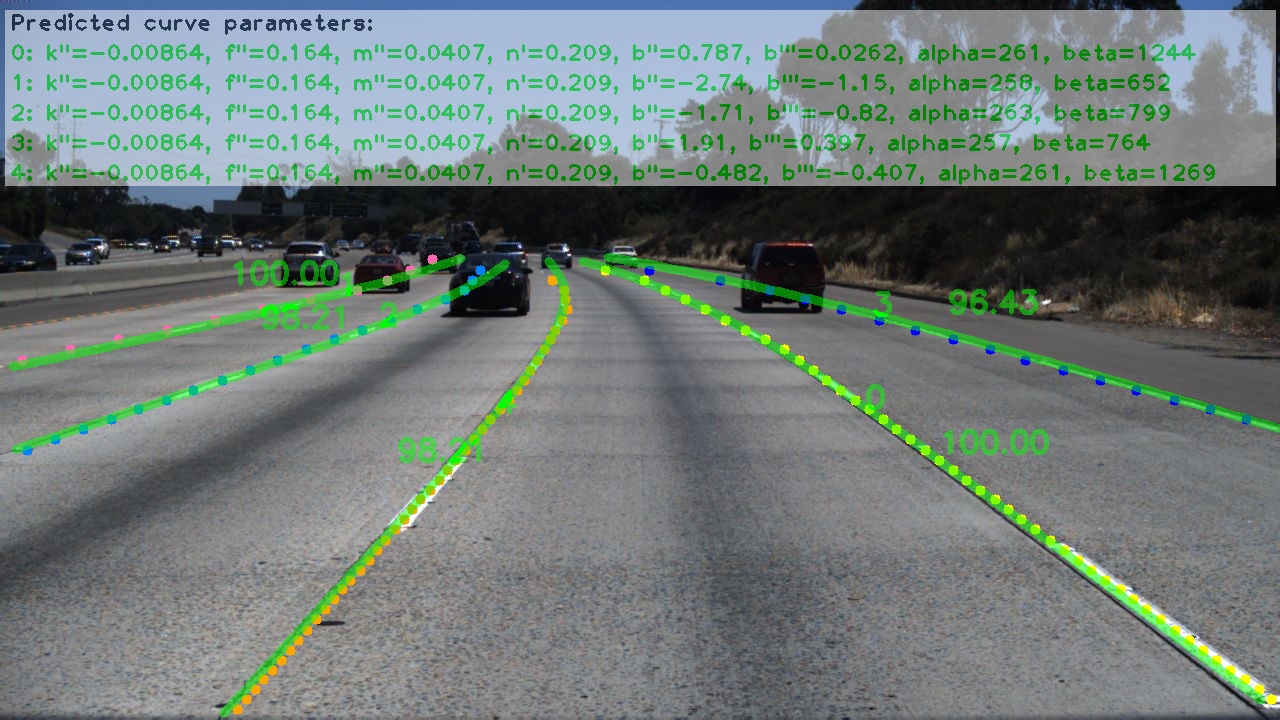 Predicted curve parameters:
0: k''=-0.00864, f''=0.164, m''=0.0407, n'=0.209, b''=0.787, b'''=0.0262, alpha=261, beta=1244
1: k''=-0.00864, f''=0.164, m''=0.0407, n'=0.209, b''=-2.74, b'''=-1.15, alpha=258, beta=652
2: k''=-0.00864, f''=0.164, m''=0.0407, n'=0.209, b''=-1.71, b'''=-0.82, alpha=263, beta=799
3: k''=-0.00864, f''=0.164, m''=0.0407, n'=0.209, b''=1.91, b'''=0.397, alpha=257, beta=764
4: k''=-0.00864, f''=0.164, m''=0.0407, n'=0.209, b''=-0.482, b'''=-0.407, alpha=261, beta=1269
100.00
98.21 2
3 96.43
0
98.21
100.00